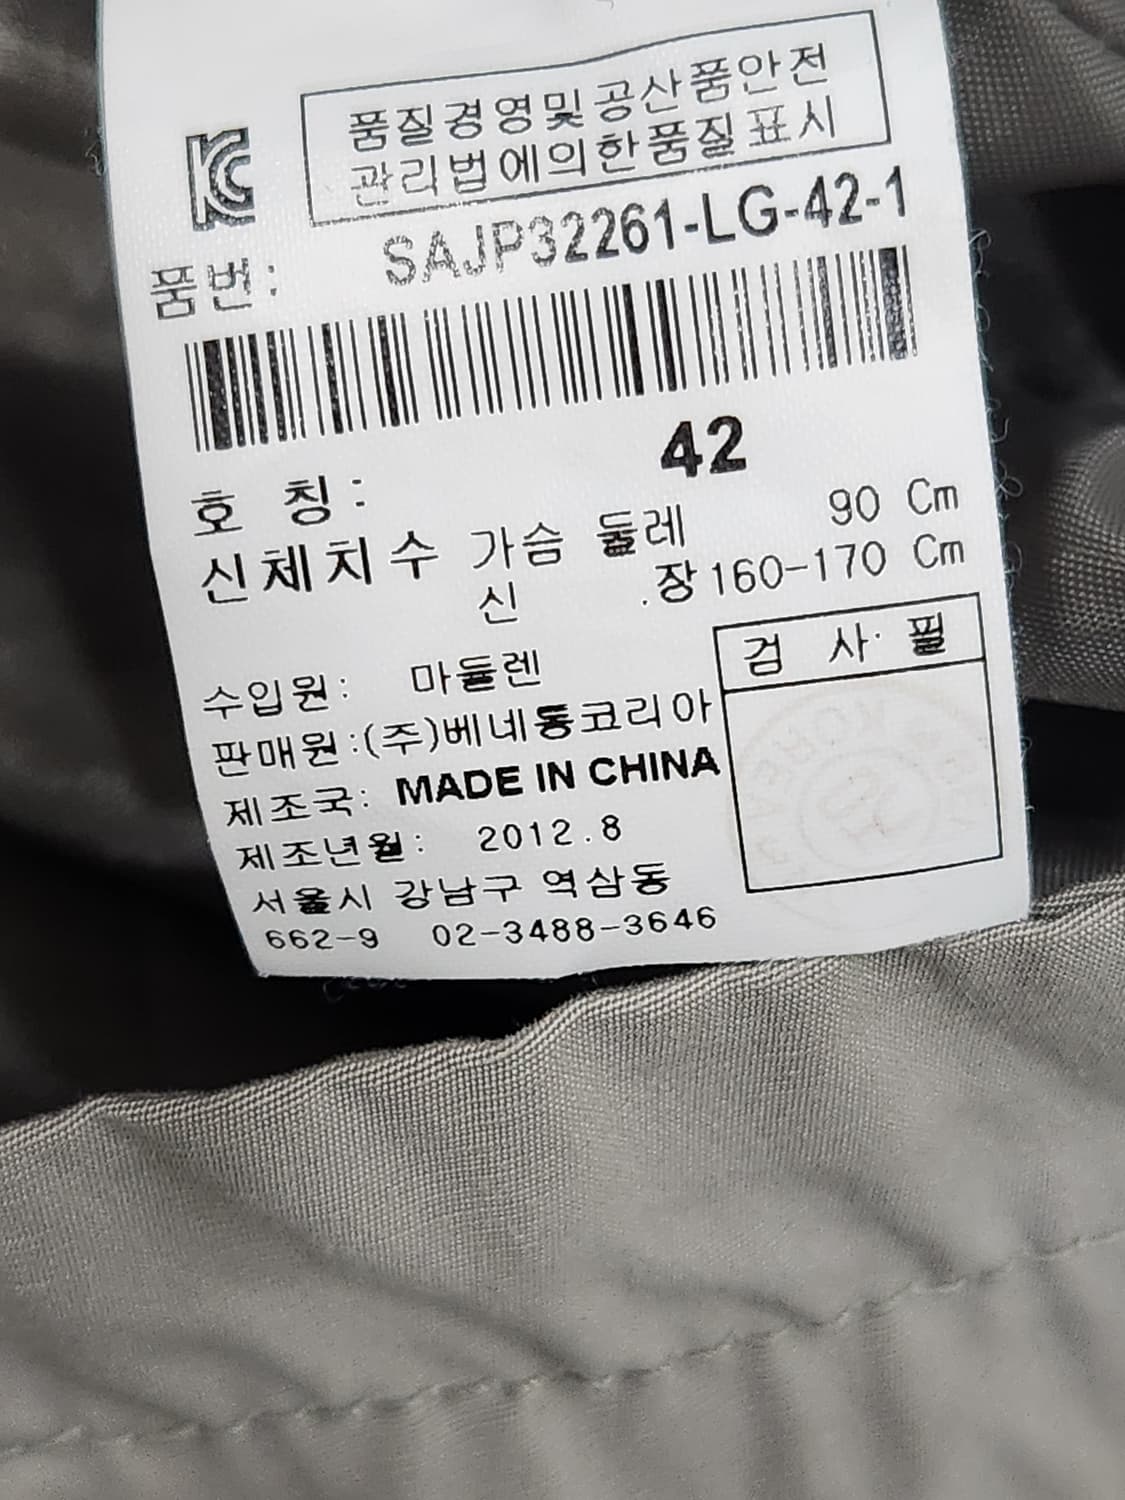 품질경영및공산품안전
관리법에의한품질표시
품번: SAJP32261-LG-42-1
호 칭: 42
신체치수 가슴 둘레 90 Cm
신 .장 160-170 Cm
검 사 필
수입원: 마듈렌
판매원:(주)베네통코리아
제조국: MADE IN CHINA
제조년월: 2012.8
서울시 강남구 역삼동
662-9 02-3488-3646